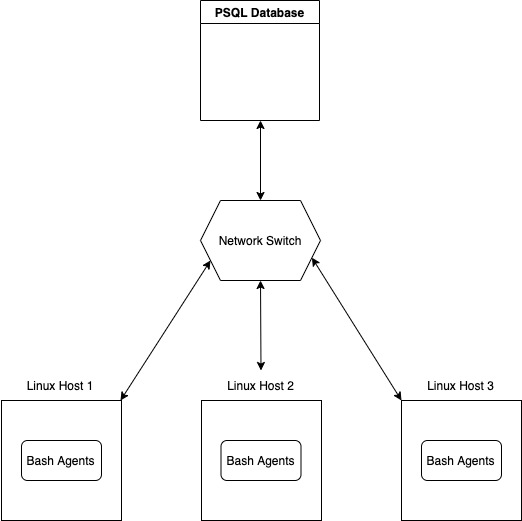 PSQL Database
Network Switch
Linux Host 1
Linux Host 2
Linux Host 3
Bash Agents
Bash Agents
Bash Agents